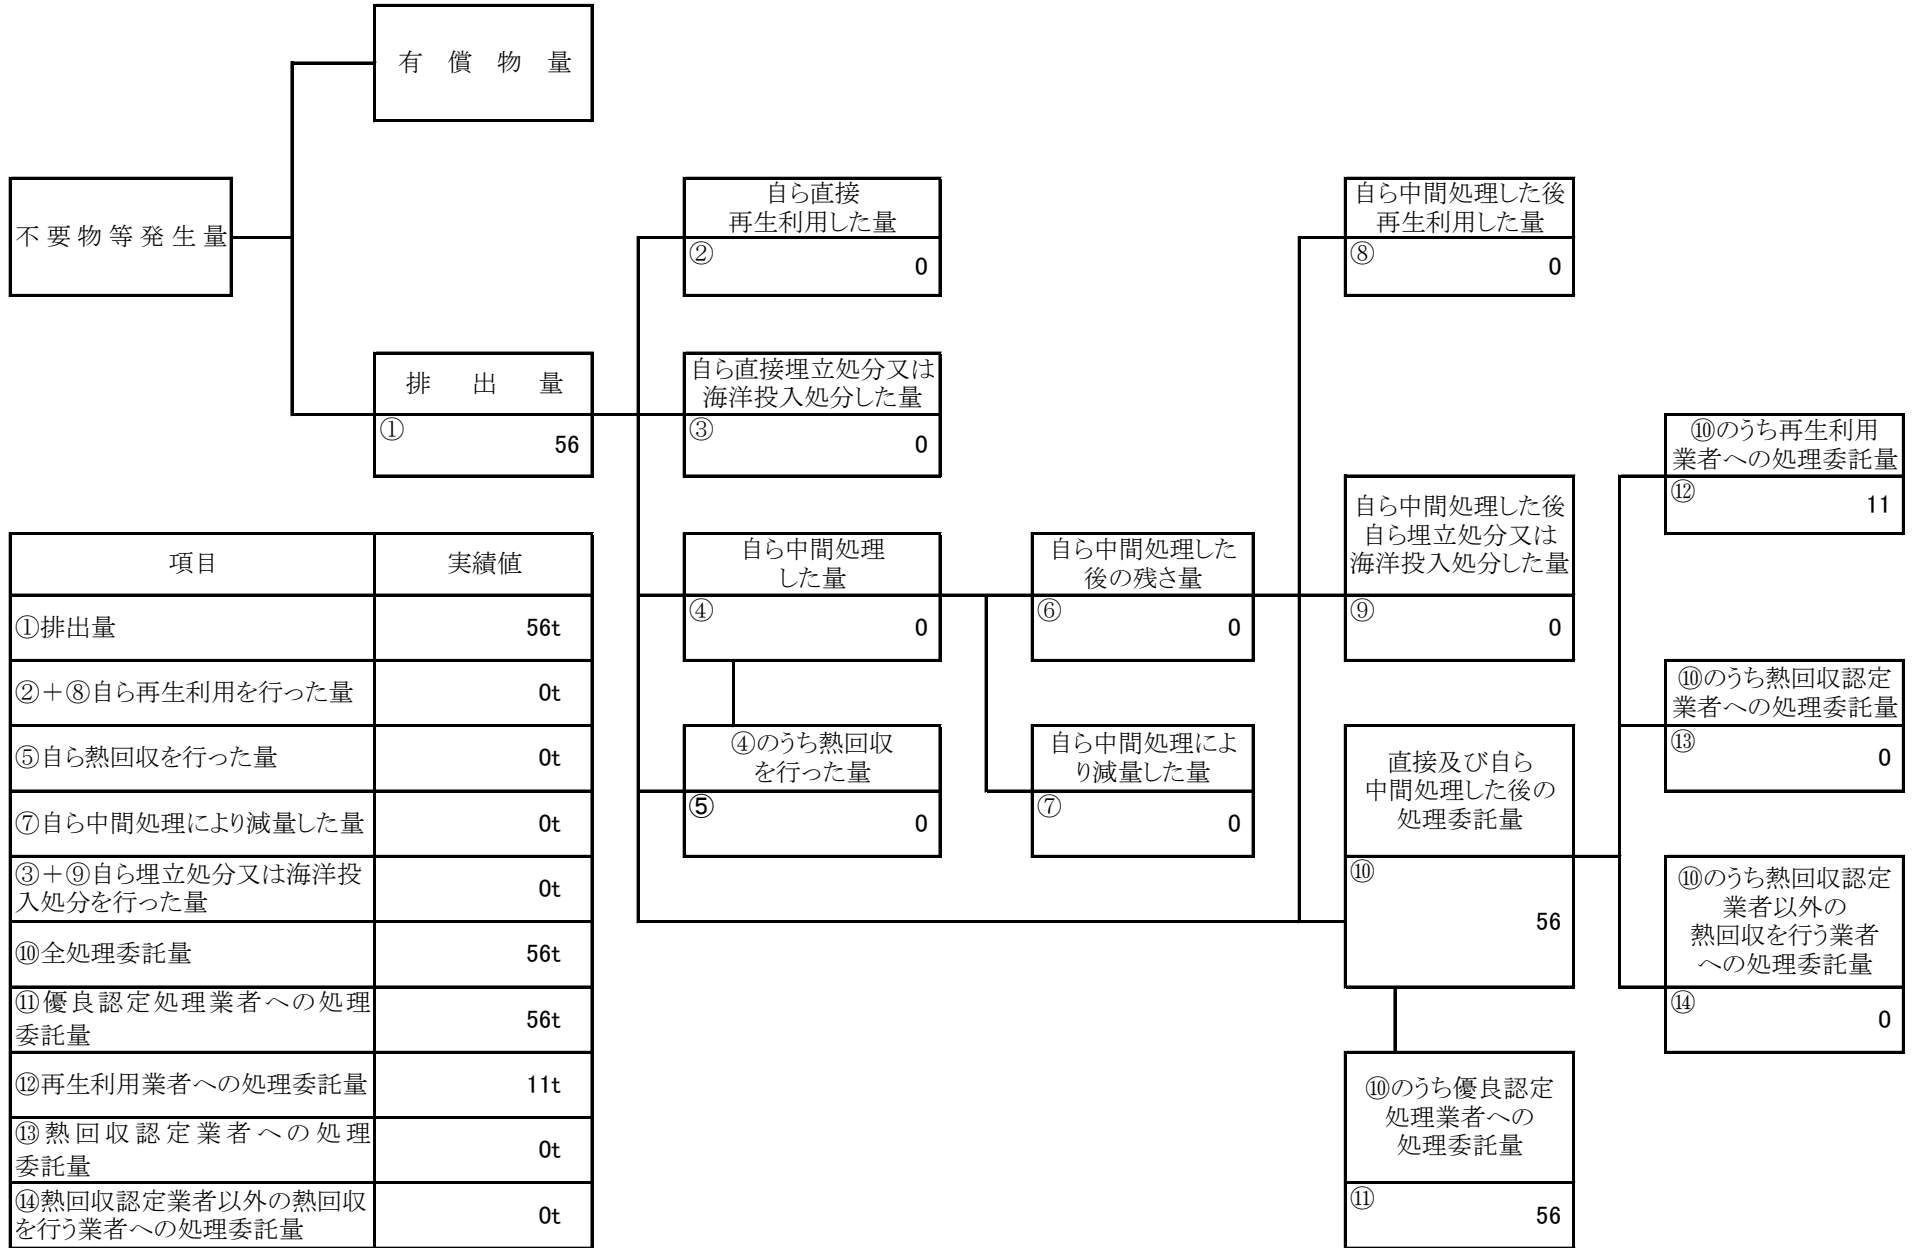 有償物量
不要物等発生量
排出量
①
56
自ら直接
再生利用した量
②
0
自ら直接埋立処分又は
海洋投入処分した量
③
0
自ら中間処理
した量
④
0
④のうち熱回収
を行った量
⑤
0
自ら中間処理した
後の残さ量
⑥
0
自ら中間処理によ
り減量した量
⑦
0
自ら中間処理した後
再生利用した量
⑧
0
自ら中間処理した後
自ら埋立処分又は
海洋投入処分した量
⑨
0
直接及び自ら
中間処理した後の
処理委託量
⑩
56
⑩のうち優良認定
処理業者への
処理委託量
⑪
56
⑩のうち再生利用
業者への処理委託量
⑫
11
⑩のうち熱回収認定
業者への処理委託量
⑬
0
⑩のうち熱回収認定
業者以外の
熱回収を行う業者
への処理委託量
⑭
0
項目 実績値
①排出量 56t
②＋⑧自ら再生利用を行った量 0t
⑤自ら熱回収を行った量 0t
⑦自ら中間処理により減量した量 0t
③＋⑨自ら埋立処分又は海洋投
入処分を行った量 0t
⑩全処理委託量 56t
⑪優良認定処理業者への処理
委託量 56t
⑫再生利用業者への処理委託量 11t
⑬熱回収認定業者への処理
委託量 0t
⑭熱回収認定業者以外の熱回収
を行う業者への処理委託量 0t